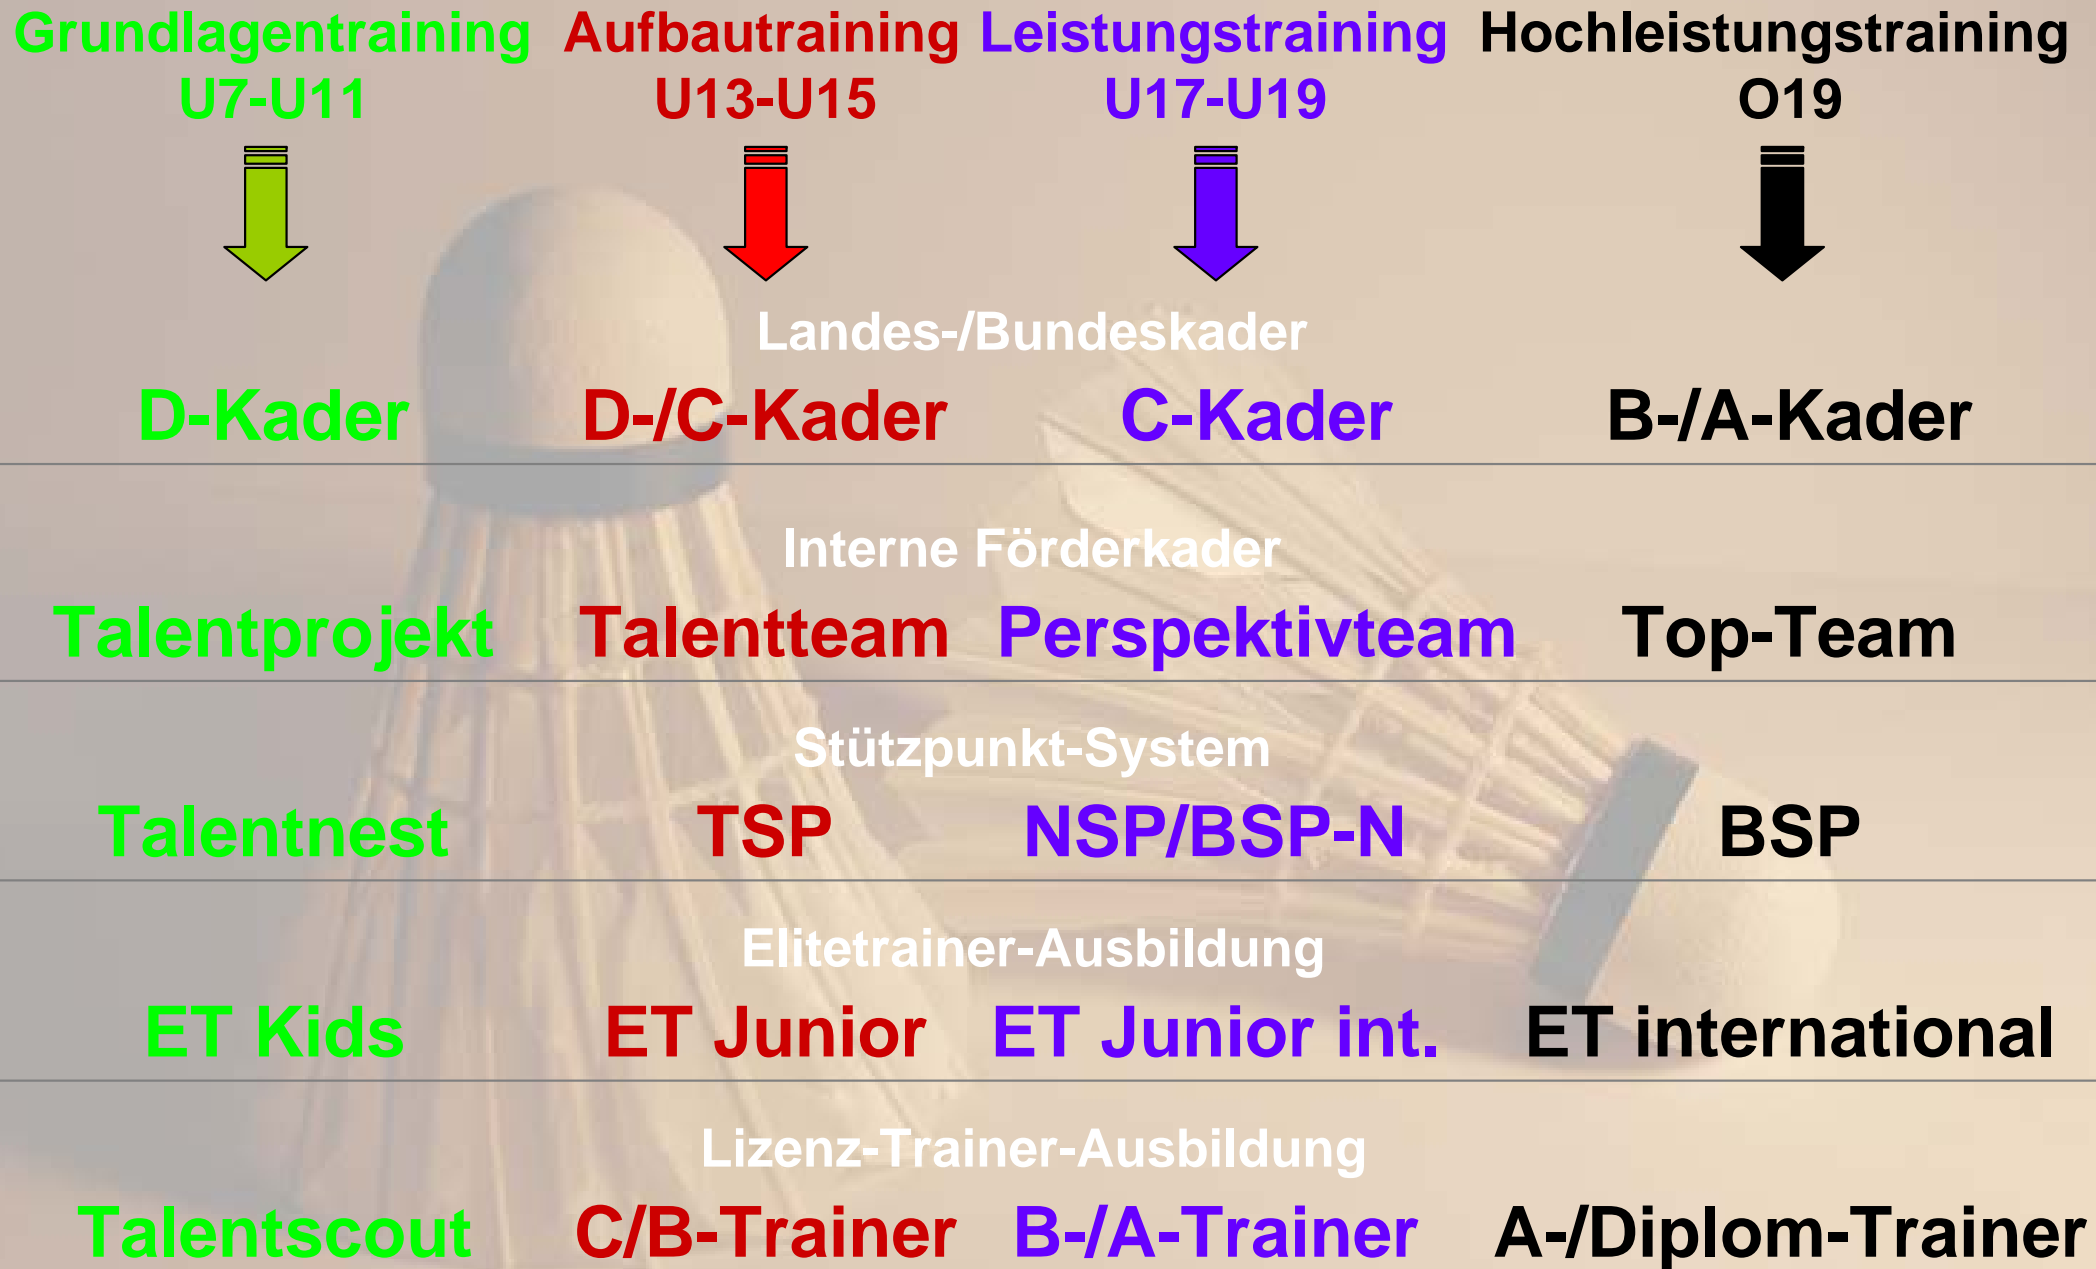 Grundlagentraining Aufbautraining Leistungstraining Hochleistungstraining
U7-U11 U13-U15 U17-U19 O19
Landes-/Bundeskader
D-Kader D-/C-Kader C-Kader B-/A-Kader
Interne Förderkader
Talentprojekt Talentteam Perspektivteam Top-Team
Stützpunkt-System
Talentnest TSP NSP/BSP-N BSP
Elitetrainer-Ausbildung
ET Kids ET Junior ET Junior int. ET international
Lizenz-Trainer-Ausbildung
Talentscout C/B-Trainer B-/A-Trainer A-/Diplom-Trainer